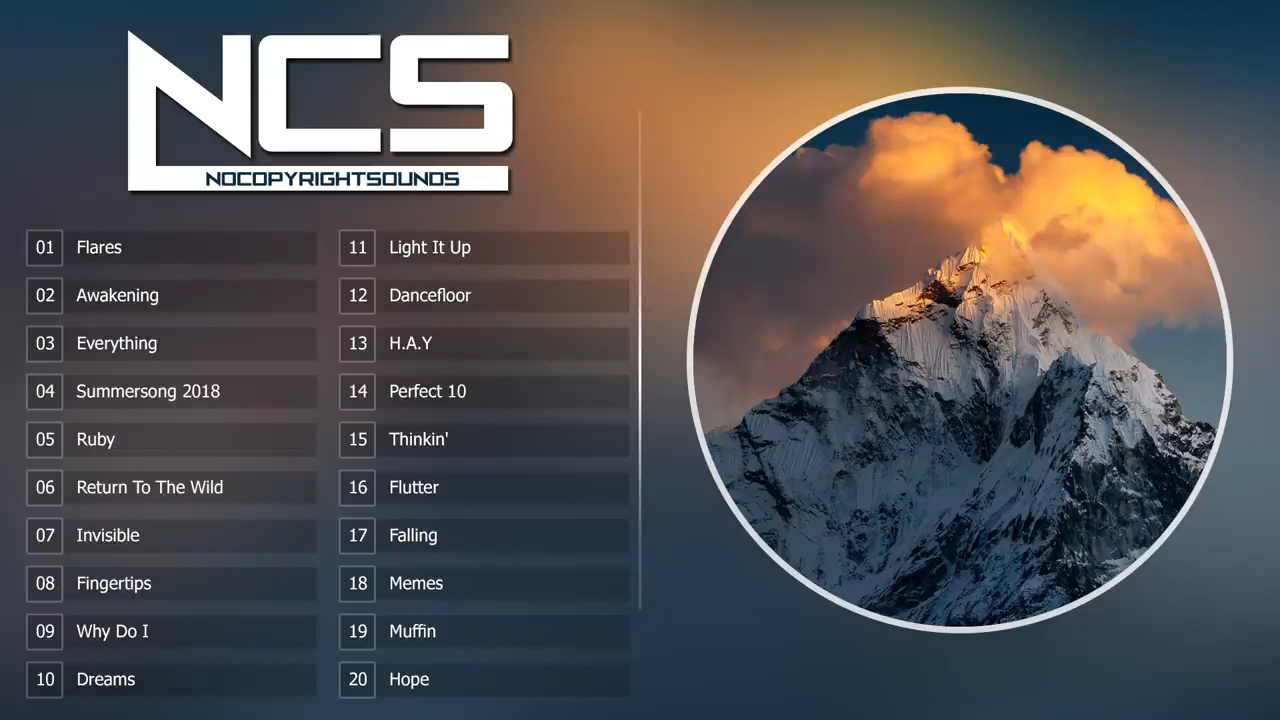 NCS
NOCOPYRIGHTSOUNDS
01 Flares
02 Awakening
03 Everything
04 Summersong 2018
05 Ruby
06 Return To The Wild
07 Invisible
08 Fingertips
09 Why Do I
10 Dreams
11 Light It Up
12 Dancefloor
13 H.A.Y
14 Perfect 10
15 Thinkin'
16 Flutter
17 Falling
18 Memes
19 Muffin
20 Hope